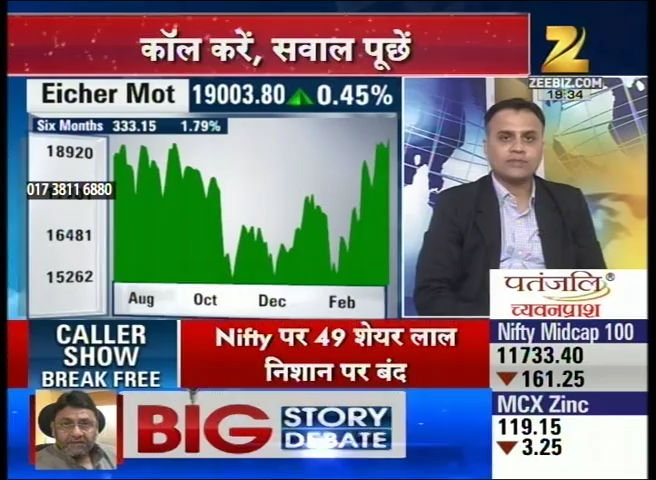 कॉल करें, सवाल पूछें
ZEEBIZ.COM
19:34
Eicher Mot 19003.80 0.45%
Six Months 333.15 1.79%
18920
017 3811 6880
16481
15262
Aug Oct Dec Feb
पतंजलि®
च्यवनप्राश
CALLER
SHOW
BREAK FREE
Nifty पर 49 शेयर लाल
निशान पर बंद
Nifty Midcap 100
11733.40
161.25
BIG STORY
DEBATE
MCX Zinc
119.15
3.25